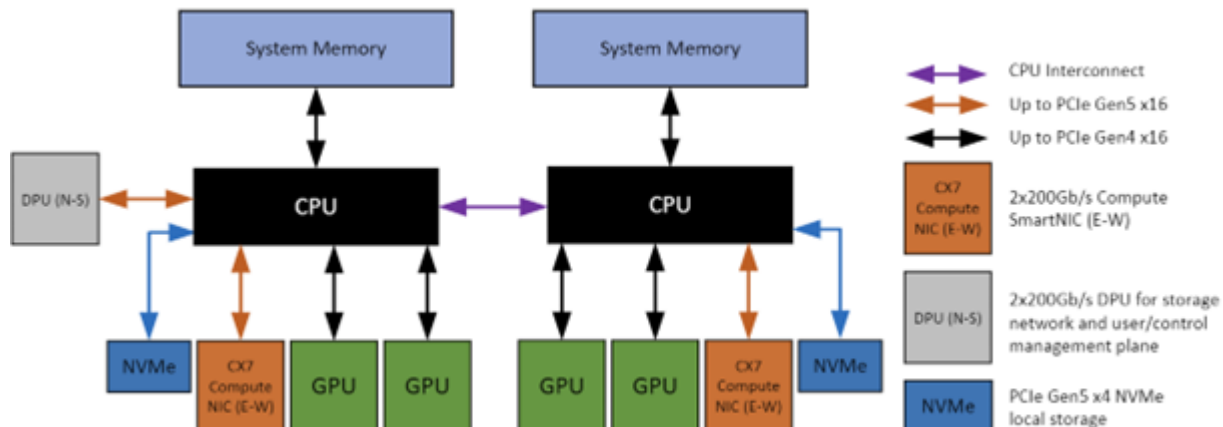 System Memory
System Memory
CPU Interconnect
Up to PCIe Gen5 x16
Up to PCIe Gen4 x16
DPU (N-S)
CPU
CPU
CX7
Compute
NIC (E-W)
2x200Gb/s Compute
SmartNIC (E-W)
DPU (N-S)
2x200Gb/s DPU for storage
network and user/control
management plane
NVMe
CX7
Compute
NIC (E-W)
GPU
GPU
GPU
GPU
CX7
Compute
NIC (E-W)
NVMe
NVMe
PCIe Gen5 x4 NVMe
local storage